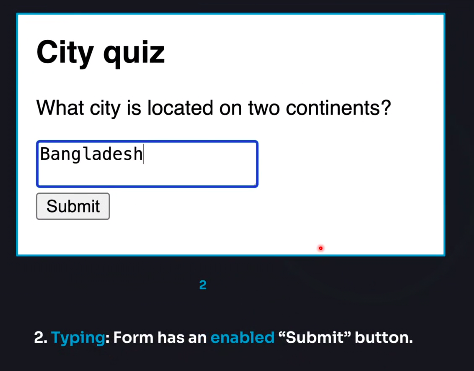 City quiz
What city is located on two continents?
Bangladesh
Submit
2
2. Typing: Form has an enabled “Submit” button.